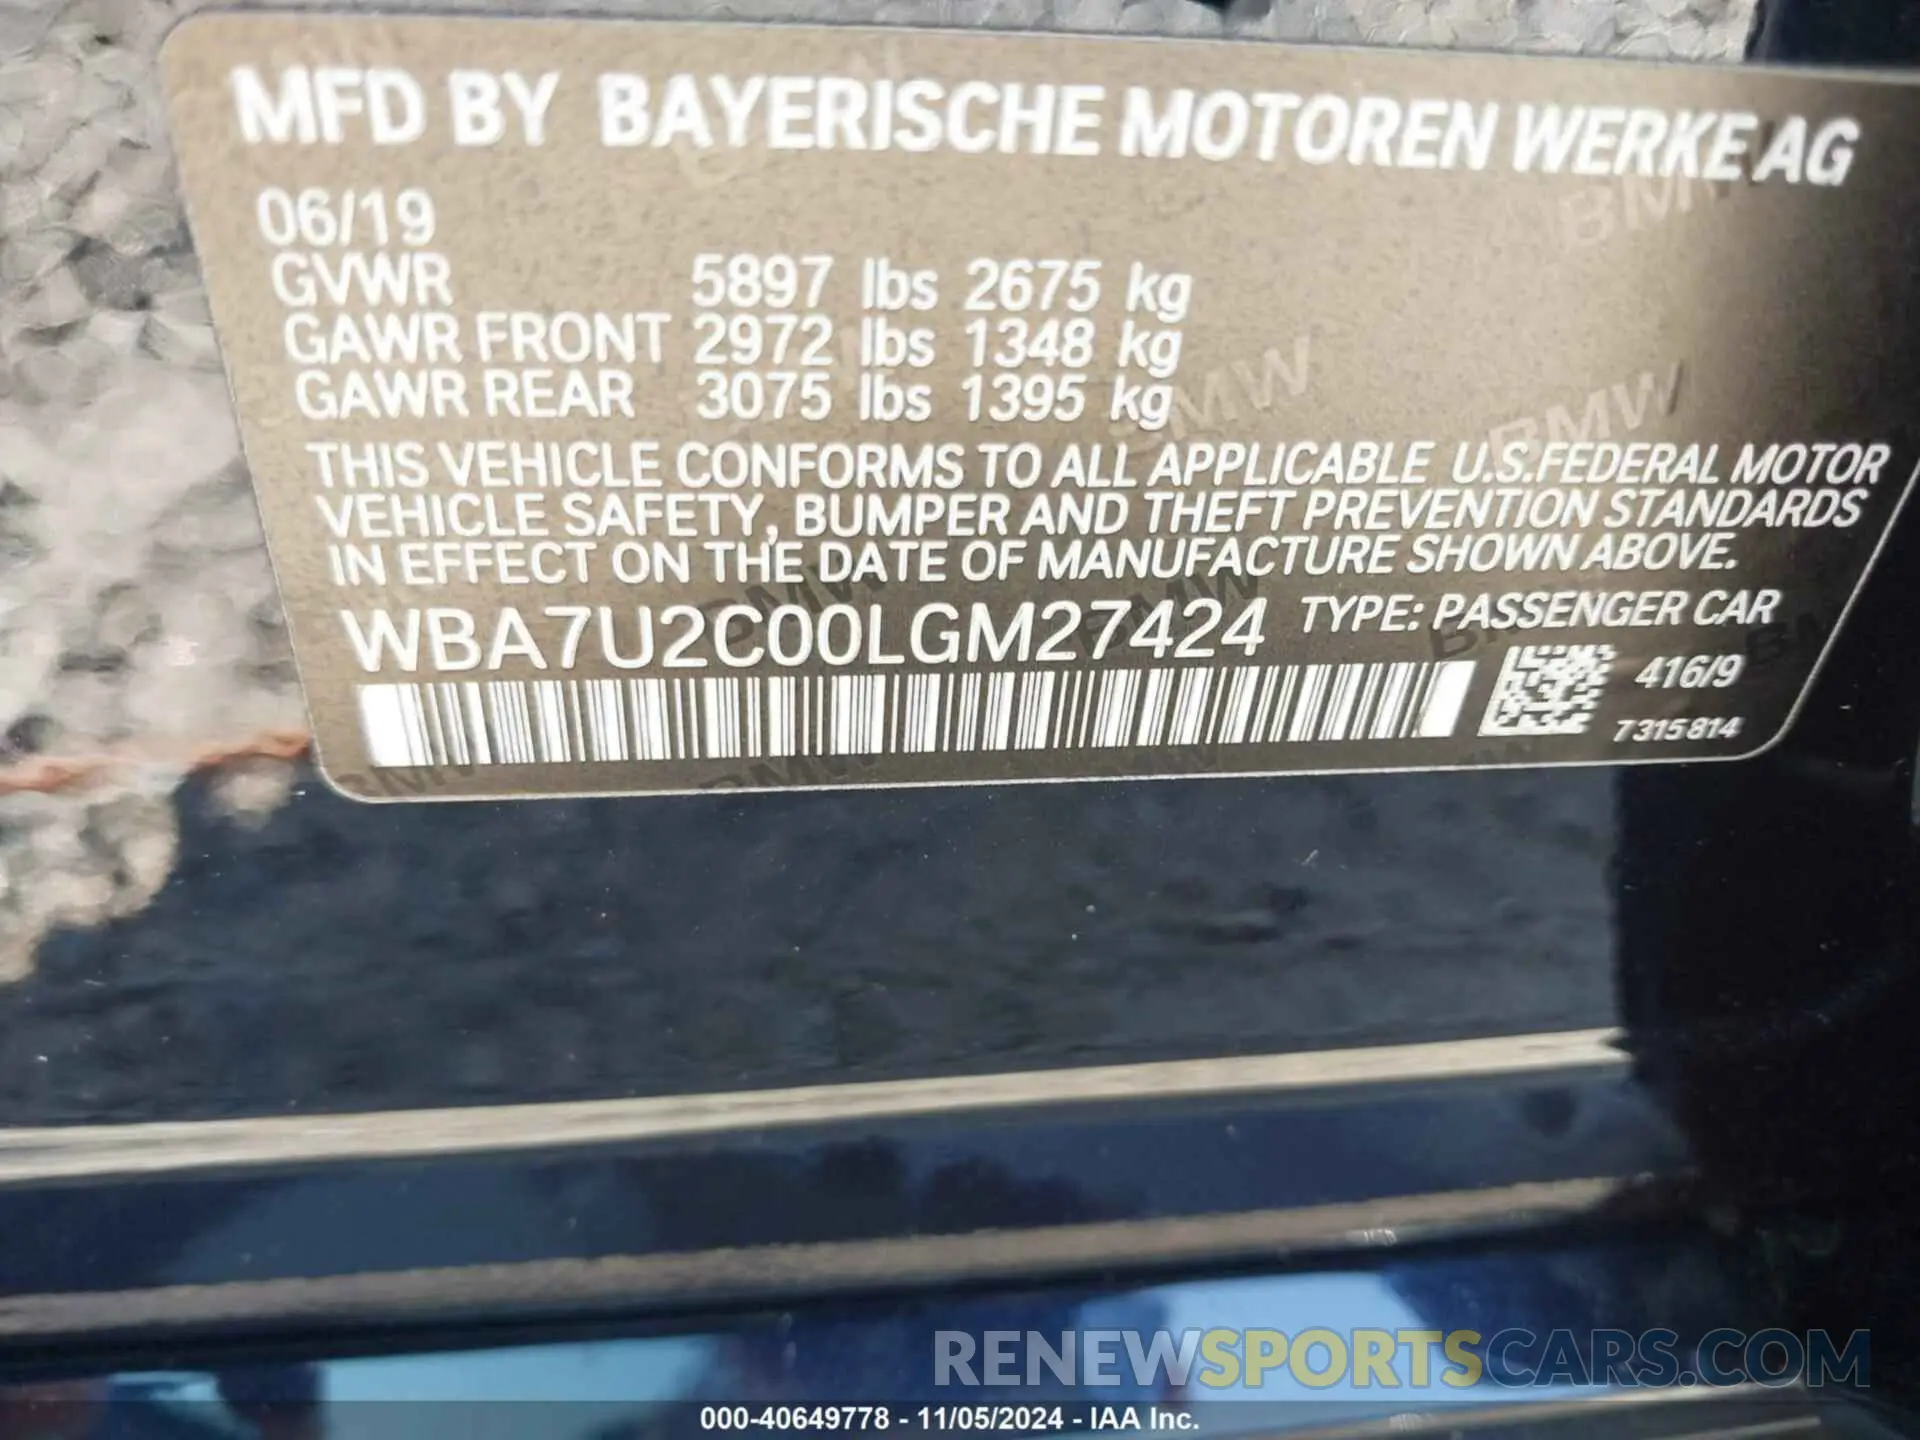 MFD BY BAYERISCHE MOTOREN WERKE AG
06/19
GVWR 5897 lbs 2675 kg
GAWR FRONT 2972 lbs 1348 kg
GAWR REAR 3075 lbs 1395 kg
THIS VEHICLE CONFORMS TO ALL APPLICABLE U.S.FEDERAL MOTOR
VEHICLE SAFETY, BUMPER AND THEFT PREVENTION STANDARDS
IN EFFECT ON THE DATE OF MANUFACTURE SHOWN ABOVE.
WBA7U2C00LGM27424 TYPE: PASSENGER CAR
416/9
7315814
RENEWSPORTSCARS.COM
000-40649778 - 11/05/2024 - IAA Inc.